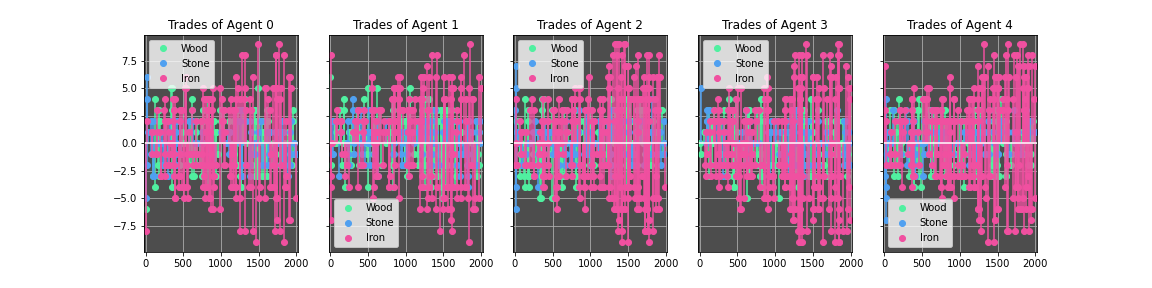 Trades of Agent 0
Trades of Agent 1
Trades of Agent 2
Trades of Agent 3
Trades of Agent 4
7.5
5.0
2.5
0.0
−2.5
−5.0
−7.5
Wood
Stone
Iron
0
500
1000
1500
2000
Wood
Stone
Iron
0
500
1000
1500
2000
Wood
Stone
Iron
0
500
1000
1500
2000
Wood
Stone
Iron
0
500
1000
1500
2000
Wood
Stone
Iron
0
500
1000
1500
2000